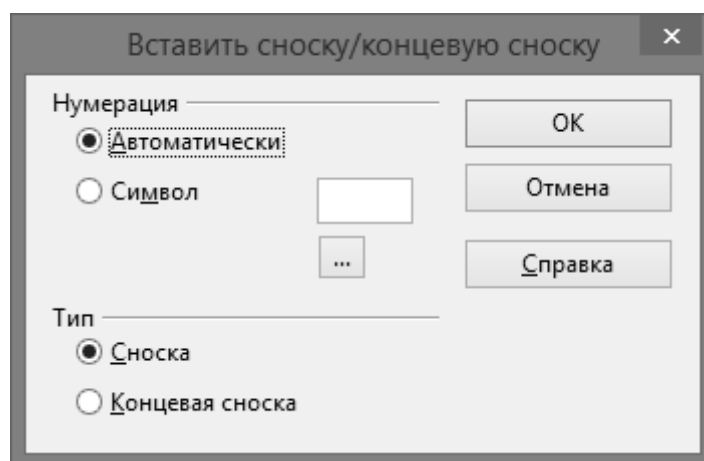 Вставить сноску/концевую сноску
Нумерация
Автоматически
Символ
...
Тип
Сноска
Концевая сноска
ОК
Отмена
Справка